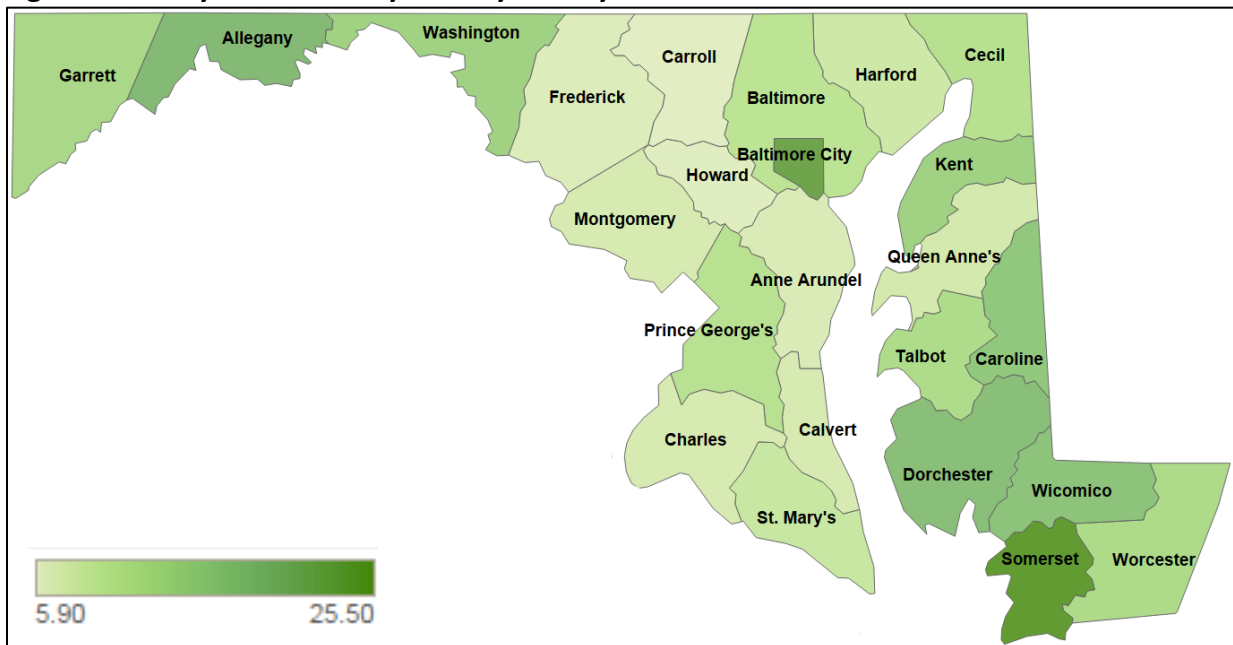 Garrett
Allegany
Washington
Frederick
Carroll
Baltimore
Harford
Cecil
Baltimore City
Howard
Montgomery
Kent
Queen Anne's
Anne Arundel
Prince George's
Talbot
Caroline
Charles
Calvert
St. Mary's
Dorchester
Wicomico
Somerset
Worcester
5.90
25.50